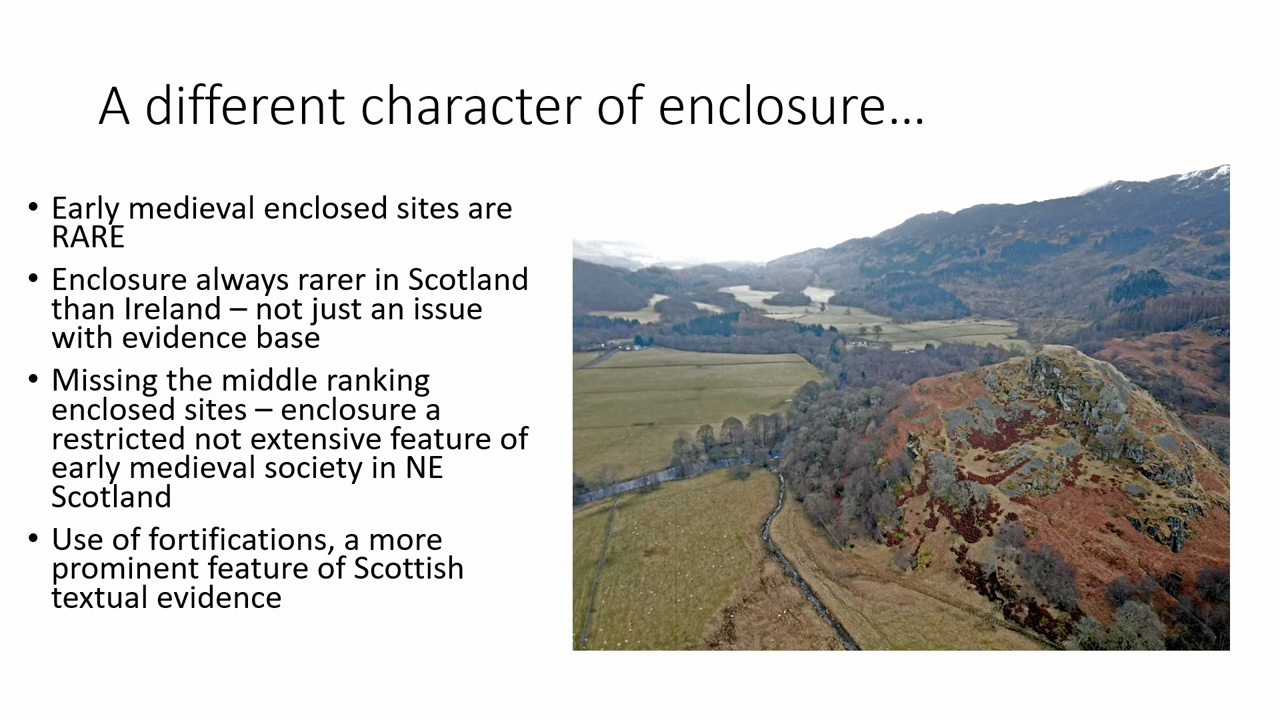 A different character of enclosure...
• Early medieval enclosed sites are
RARE
• Enclosure always rarer in Scotland
than Ireland – not just an issue
with evidence base
• Missing the middle ranking
enclosed sites – enclosure a
restricted not extensive feature of
early medieval society in NE
Scotland
• Use of fortifications, a more
prominent feature of Scottish
textual evidence